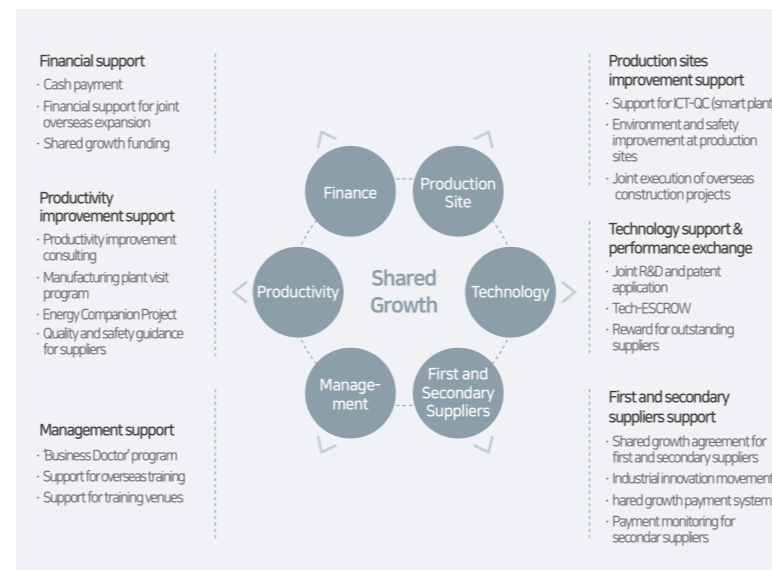 Financial support
· Cash payment
· Financial support for joint
overseas expansion
· Shared growth funding
Productivity
improvement support
· Productivity improvement
consulting
· Manufacturing plant visit
program
· Energy Companion Project
· Quality and safety guidance
for suppliers
Management support
· 'Business Doctor' program
· Support for overseas training
· Support for training venues
Finance
Production
Site
Productivity
Shared
Growth
Technology
Manage-
ment
First and
Secondary
Suppliers
Production sites
improvement support
· Support for ICT-QC (smart plant
· Environment and safety
improvement at production
sites
· Joint execution of overseas
construction projects
Technology support &
performance exchange
· Joint R&D and patent
application
· Tech-ESCROW
· Reward for outstanding
suppliers
First and secondary
suppliers support
· Shared growth agreement for
first and secondary suppliers
· Industrial innovation movement
· hared growth payment system
· Payment monitoring for
secondar suppliers